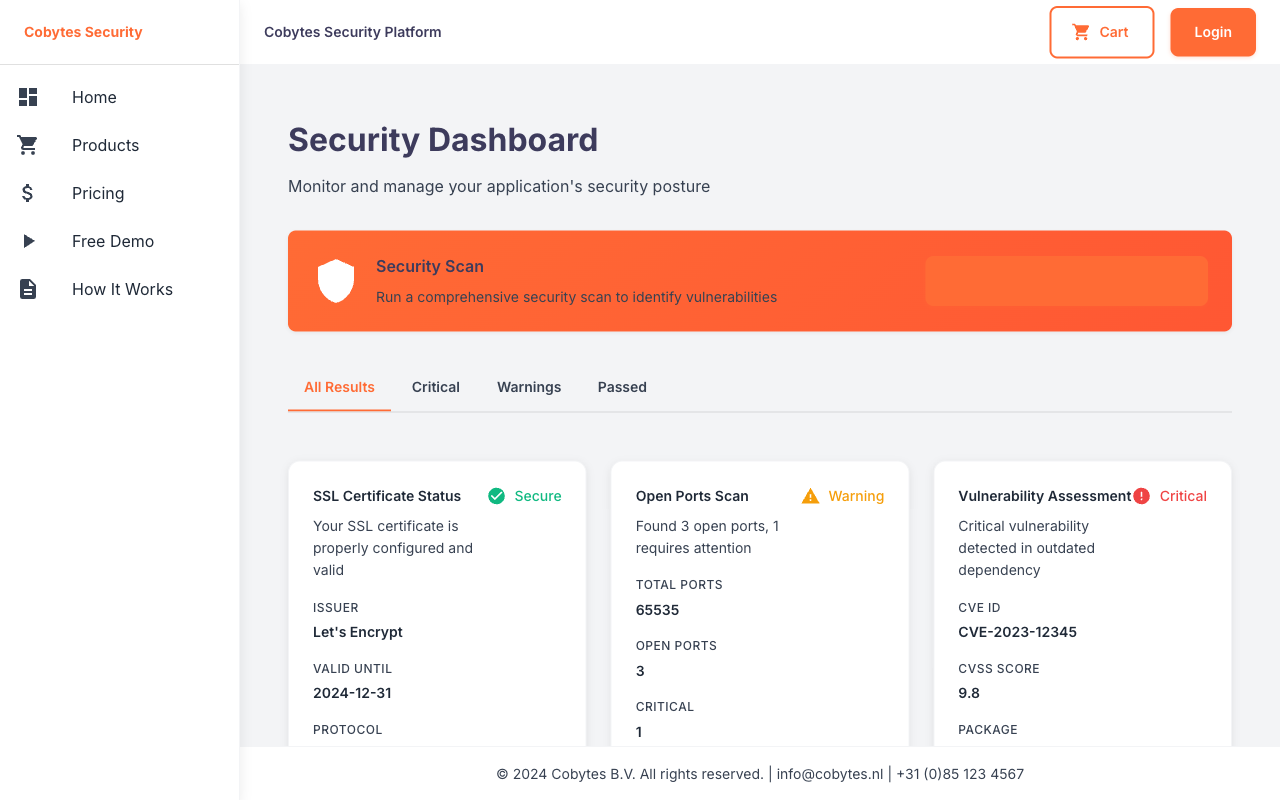 Cobytes Security
Cobytes Security Platform
Cart
Login
Home
Products
Pricing
Free Demo
How It Works
Security Dashboard
Monitor and manage your application's security posture
Security Scan
Run a comprehensive security scan to identify vulnerabilities
All Results
Critical
Warnings
Passed
SSL Certificate Status
Secure
Your SSL certificate is
properly configured and
valid
ISSUER
Let's Encrypt
VALID UNTIL
2024-12-31
PROTOCOL
Open Ports Scan
Warning
Found 3 open ports, 1
requires attention
TOTAL PORTS
65535
OPEN PORTS
3
CRITICAL
1
Vulnerability Assessment
Critical
Critical vulnerability
detected in outdated
dependency
CVE ID
CVE-2023-12345
CVSS SCORE
9.8
PACKAGE
© 2024 Cobytes B.V. All rights reserved. | info@cobytes.nl | +31 (0)85 123 4567